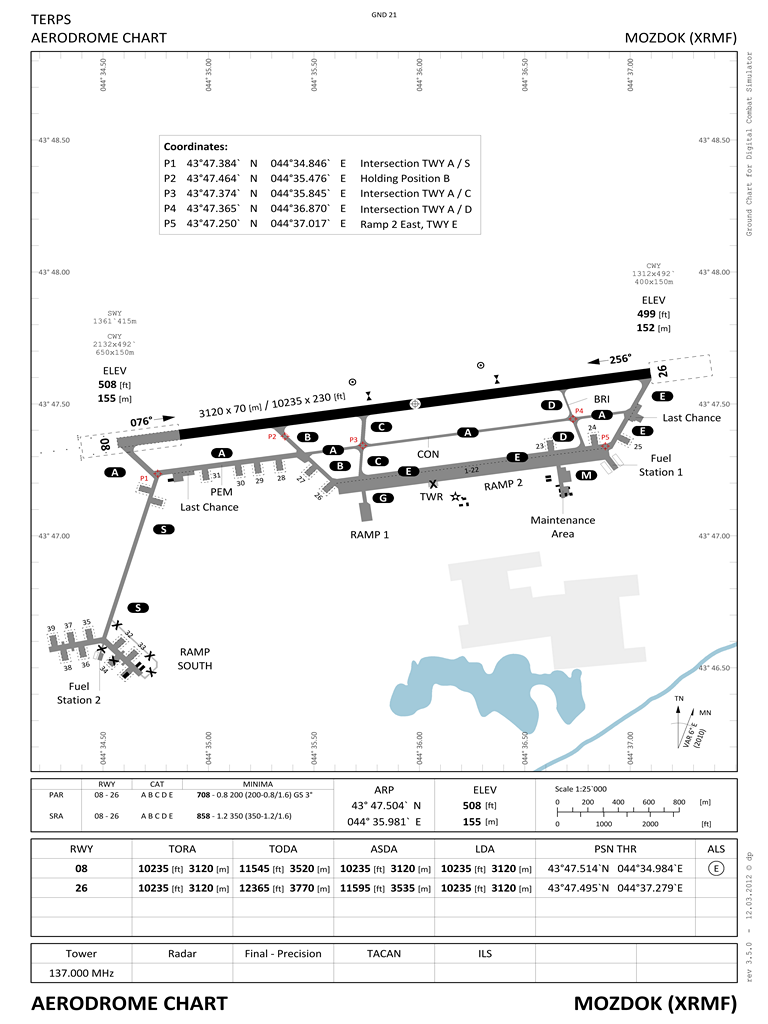 TERPS
GND 21
AERODROME CHART
MOZDOK (XRMF)
044° 34.50
044° 35.00
044° 35.50
044° 36.00
044° 36.50
044° 37.00
Ground Chart for Digital Combat Simulator
43° 48.50
43° 48.50
Coordinates:
P1 43°47.384` N 044°34.846` E Intersection TWY A / S
P2 43°47.464` N 044°35.476` E Holding Position B
P3 43°47.374` N 044°35.845` E Intersection TWY A / C
P4 43°47.365` N 044°36.870` E Intersection TWY A / D
P5 43°47.250` N 044°37.017` E Ramp 2 East, TWY E
43° 48.00
43° 48.00
CWY
1312x492`
400x150m
ELEV
499 [ft]
152 [m]
SWY
1361`415m
CWY
2132x492`
650x150m
ELEV
508 [ft]
155 [m]
256°
26
076°
08
3120 x 70 [m] / 10235 x 230 [ft]
43° 47.50
43° 47.50
BRI
D
P4
A
E
Last Chance
C
A
P2
B
P3
A
A
B
C
CON
E
E
D
24
23
P5
E
25
Fuel
Station 1
A
P1
31
30
29
28
27
26
PEM
Last Chance
1-22
RAMP 2
TWR
G
M
Maintenance
Area
RAMP 1
43° 47.00
43° 47.00
S
S
39
37
35
38
36
34
32
33
RAMP
SOUTH
Fuel
Station 2
43° 46.50
TN
MN
VAR 6° E
(2010)
044° 34.50
044° 35.00
044° 35.50
044° 36.00
044° 36.50
044° 37.00
RWY CAT MINIMA
PAR 08 - 26 A B C D E 708 - 0.8 200 (200-0.8/1.6) GS 3°
SRA 08 - 26 A B C D E 858 - 1.2 350 (350-1.2/1.6)
ARP
43° 47.504` N
044° 35.981` E
ELEV
508 [ft]
155 [m]
Scale 1:25`000
0 200 400 600 800 [m]
0 1000 2000 [ft]
RWY TORA TODA ASDA LDA PSN THR ALS
08 10235 [ft] 3120 [m] 11545 [ft] 3520 [m] 10235 [ft] 3120 [m] 10235 [ft] 3120 [m] 43°47.514`N 044°34.984`E E
26 10235 [ft] 3120 [m] 12365 [ft] 3770 [m] 11595 [ft] 3535 [m] 10235 [ft] 3120 [m] 43°47.495`N 044°37.279`E
Tower Radar Final - Precision TACAN ILS
137.000 MHz
rev 3.5.0 - 12.03.2012 © dp
AERODROME CHART
MOZDOK (XRMF)